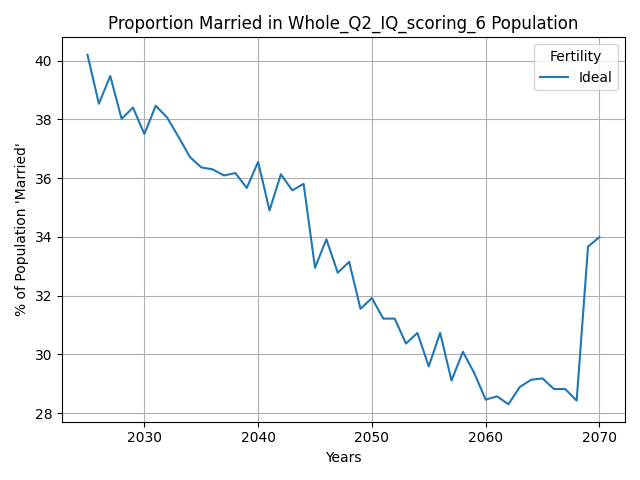 Proportion Married in Whole_Q2_IQ_scoring_6 Population
Fertility
Ideal
40
38
36
34
32
30
28
% of Population 'Married'
2030
2040
2050
2060
2070
Years